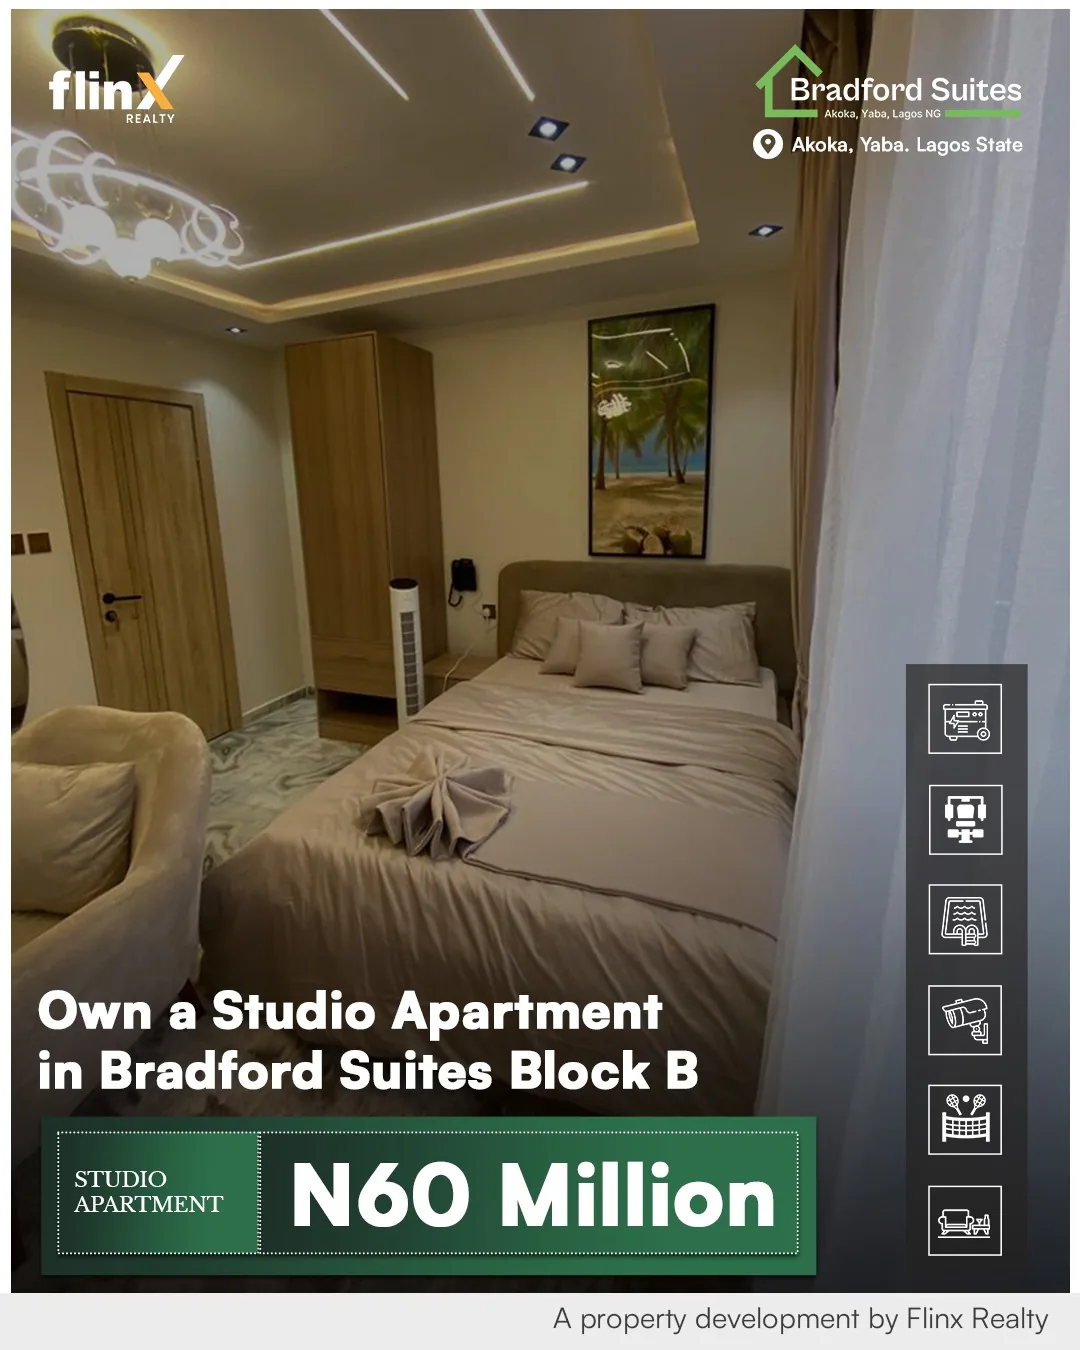 flinX
REALTY
Bradford Suites
Akoka, Yaba, Lagos NG
Akoka, Yaba. Lagos State
Own a Studio Apartment
in Bradford Suites Block B
STUDIO
APARTMENT
N60 Million
A property development by Flinx Realty